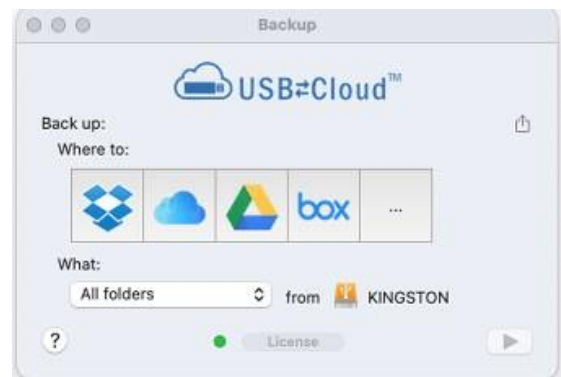 Backup
USB⇄Cloud™
Back up:
Where to:
box
...
What:
All folders from KINGSTON
? License